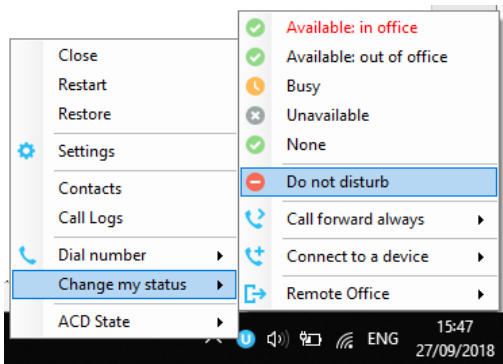 Close
Restart
Restore
Settings
Contacts
Call Logs
Dial number
Change my status
ACD State
Available: in office
Available: out of office
Busy
Unavailable
None
Do not disturb
Call forward always
Connect to a device
Remote Office
U
ENG
15:47
27/09/2018